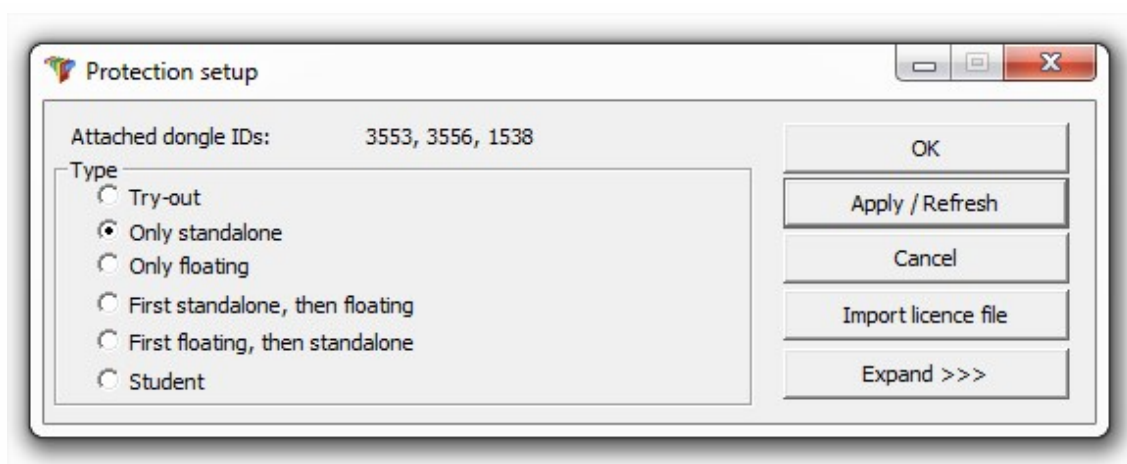 Protection setup
Attached dongle IDs: 3553, 3556, 1538
Type
Try-out
Only standalone
Only floating
First standalone, then floating
First floating, then standalone
Student
OK
Apply / Refresh
Cancel
Import licence file
Expand >>>